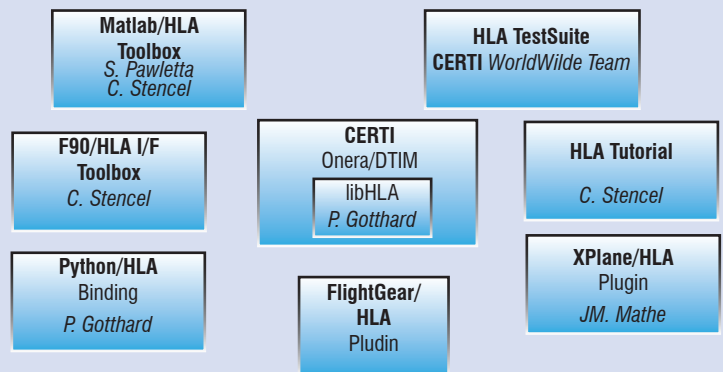 Matlab/HLA
Toolbox
S. Pawletta
C. Stencel
HLA TestSuite
CERTI WorldWilde Team
F90/HLA I/F
Toolbox
C. Stencel
CERTI
Onera/DTIM
libHLA
P. Gotthard
HLA Tutorial
C. Stencel
Python/HLA
Binding
P. Gotthard
FlightGear/
HLA
Pludin
XPlane/HLA
Plugin
JM. Mathe